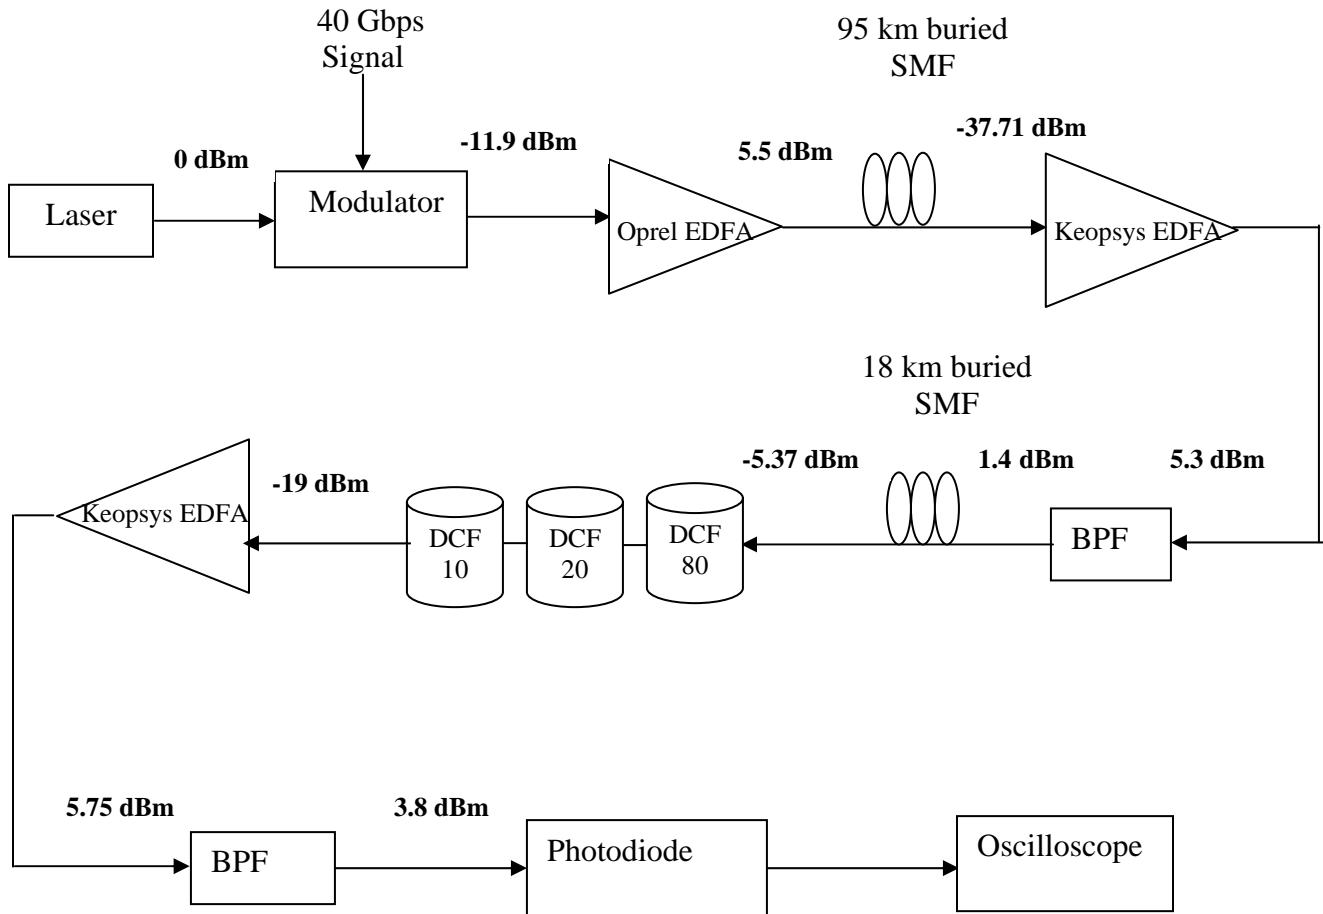 40 Gbps
Signal
95 km buried
SMF
0 dBm
-11.9 dBm
5.5 dBm
-37.71 dBm
Laser
Modulator
Oprel EDFA
Keopsys EDFA
18 km buried
SMF
-19 dBm
-5.37 dBm
1.4 dBm
5.3 dBm
Keopsys EDFA
DCF
10
DCF
20
DCF
80
BPF
5.75 dBm
3.8 dBm
BPF
Photodiode
Oscilloscope